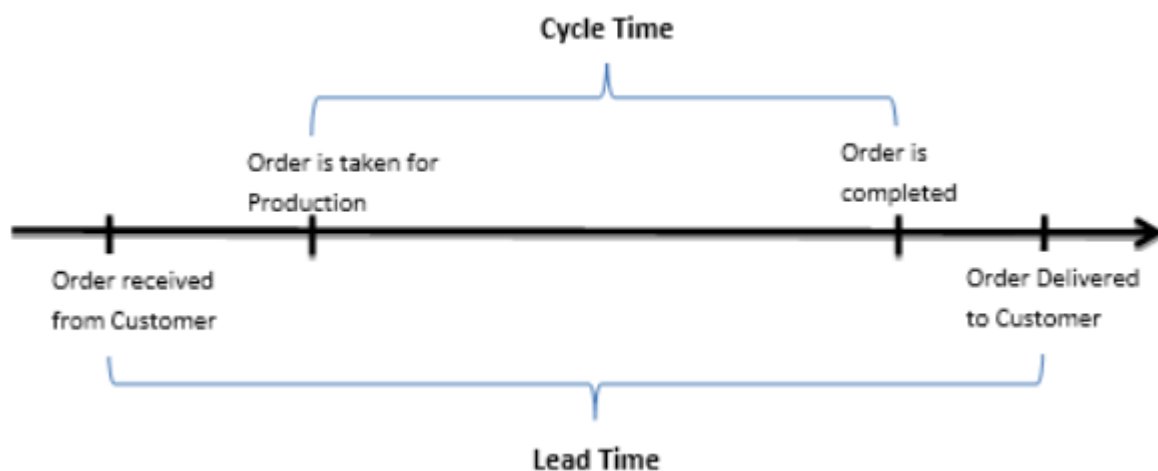 Cycle Time
Order is taken for
Production
Order is
completed
Order received
from Customer
Order Delivered
to Customer
Lead Time